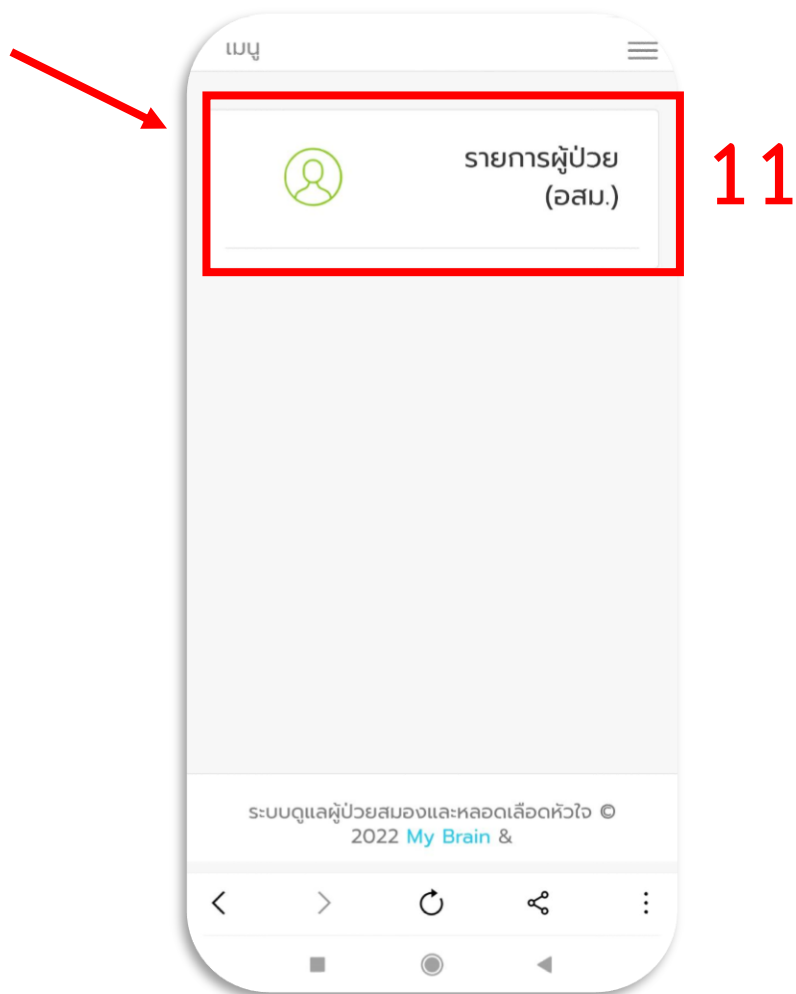 เมนู
รายการผู้ป่วย
(อสม.)
11
ระบบดูแลผู้ป่วยสมองและหลอดเลือดหัวใจ ©
2022 My Brain &